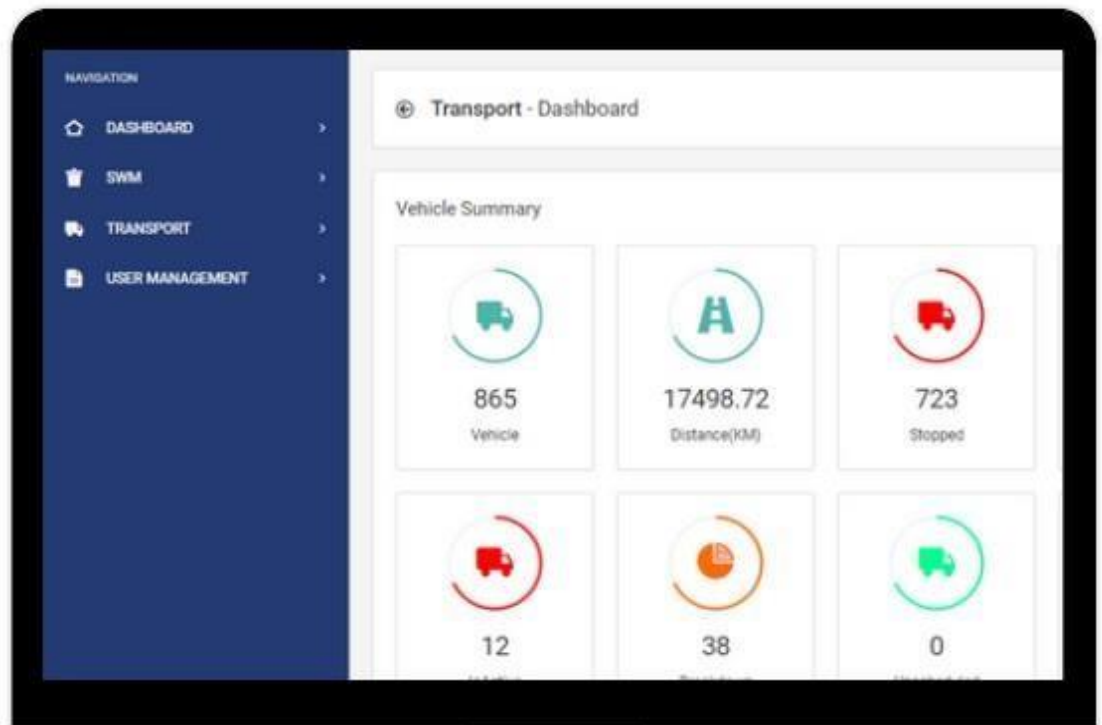 NAVIGATION
DASHBOARD
SWM
TRANSPORT
USER MANAGEMENT
Transport - Dashboard
Vehicle Summary
865
Vehicle
17498.72
Distance(KM)
723
Stopped
12
38
0